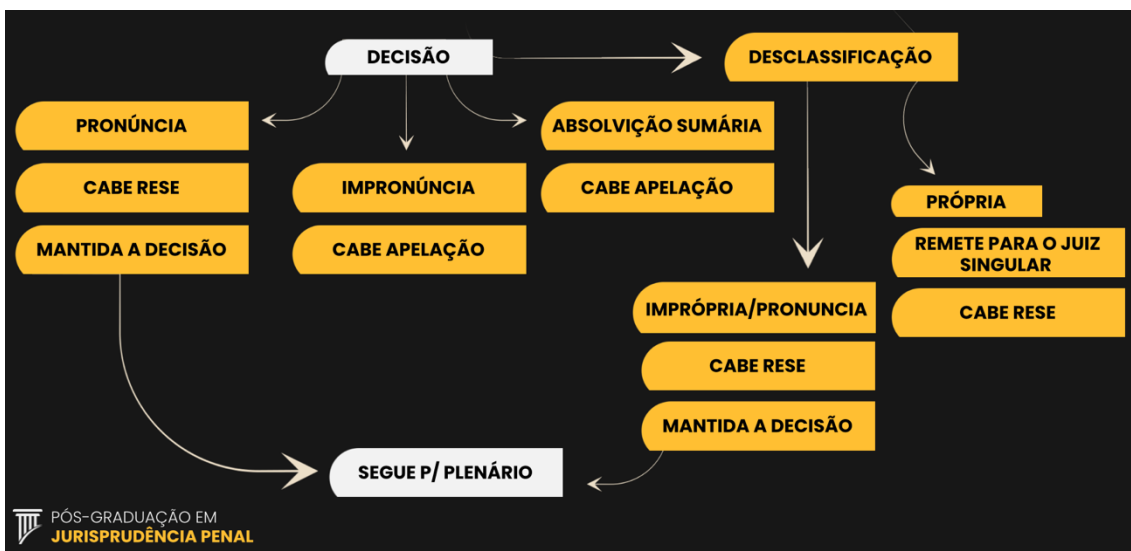 DECISÃO
DESCLASSIFICAÇÃO
PRONÚNCIA
CABE RESE
MANTIDA A DECISÃO
IMPRONÚNCIA
CABE APELAÇÃO
ABSOLVIÇÃO SUMÁRIA
CABE APELAÇÃO
PRÓPRIA
REMETE PARA O JUIZ
SINGULAR
CABE RESE
IMPRÓPRIA/PRONUNCIA
CABE RESE
MANTIDA A DECISÃO
SEGUE P/ PLENÁRIO
PÓS-GRADUAÇÃO EM
JURISPRUDÊNCIA PENAL